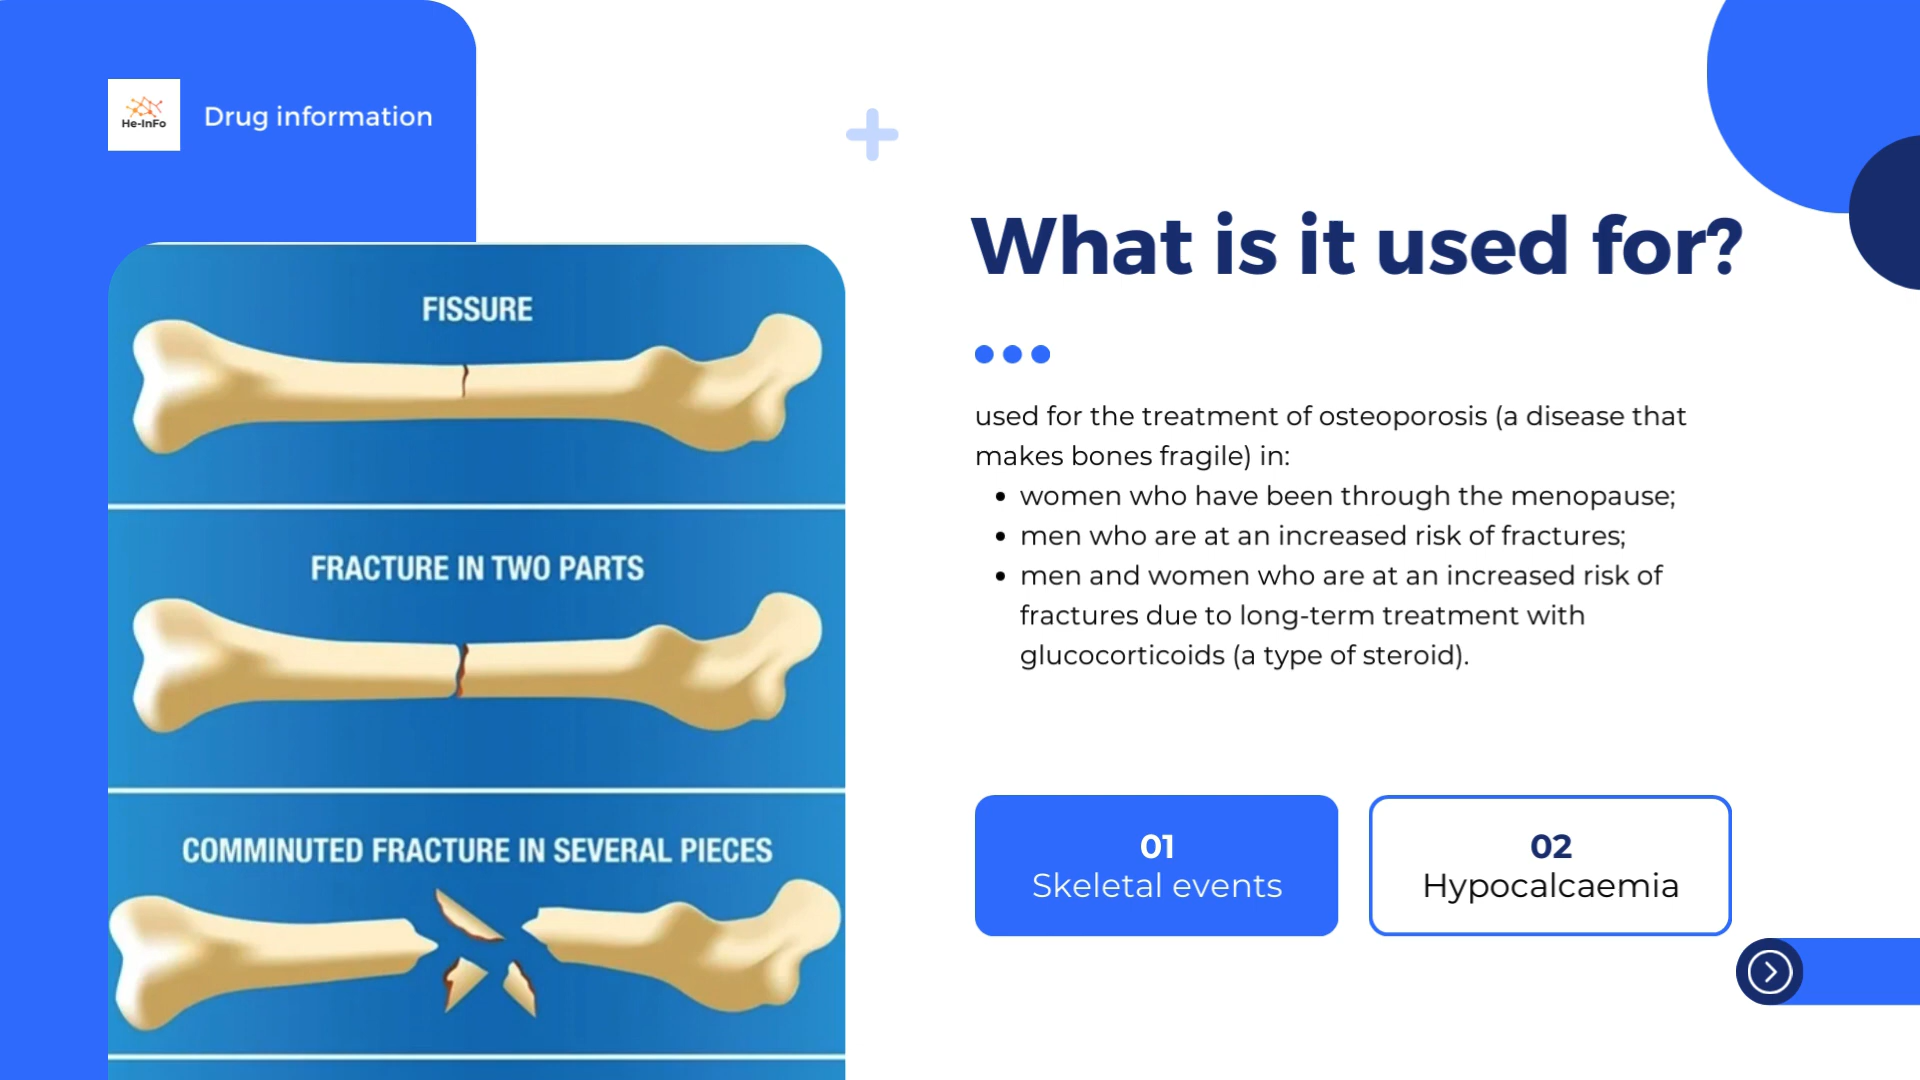 He-InFo
Drug information
What is it used for?
used for the treatment of osteoporosis (a disease that
makes bones fragile) in:
• women who have been through the menopause;
• men who are at an increased risk of fractures;
• men and women who are at an increased risk of
fractures due to long-term treatment with
glucocorticoids (a type of steroid).
01
Skeletal events
02
Hypocalcaemia
FISSURE
FRACTURE IN TWO PARTS
COMMINUTED FRACTURE IN SEVERAL PIECES